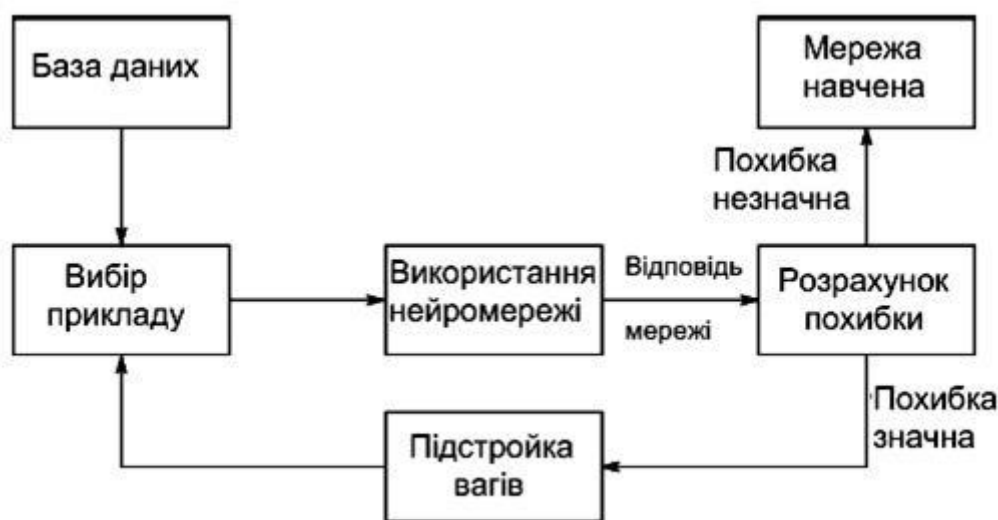 База даних
Мережа
навчена
Похибка
незначна
Вибір
прикладу
Використання
нейромережі
Відповідь
мережі
Розрахунок
похибки
Похибка
значна
Підстройка
вагів